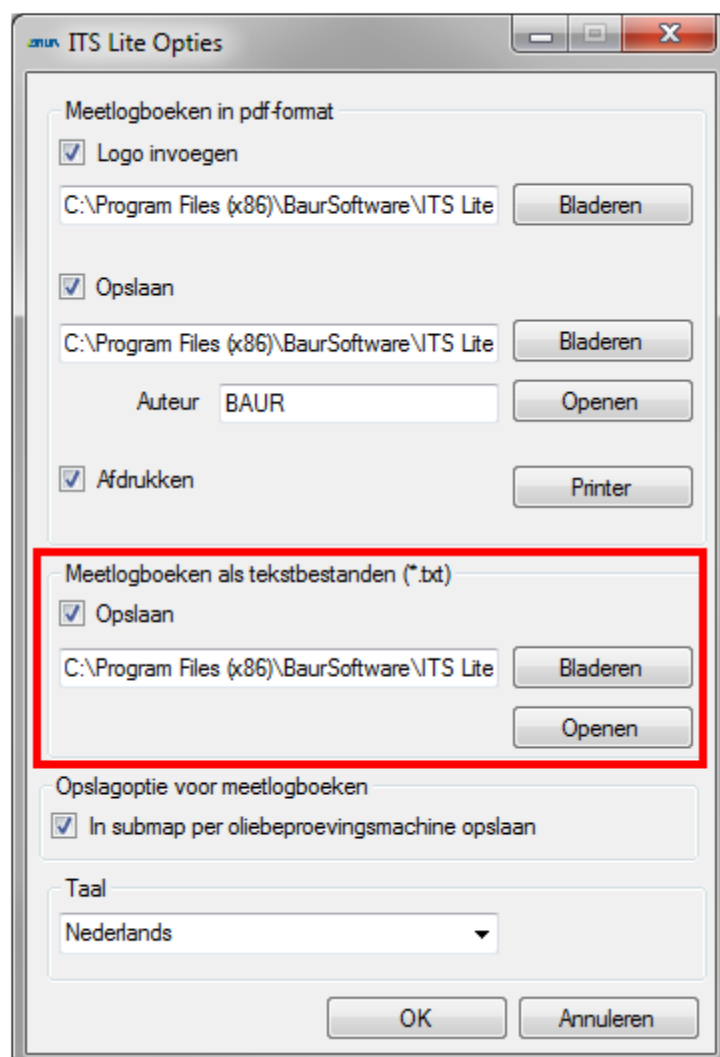 BAUR ITS Lite Opties
Meetlogboeken in pdf-format
Logo invoegen
C:\Program Files (x86)\BaurSoftware\ITS Lite Bladeren
Opslaan
C:\Program Files (x86)\BaurSoftware\ITS Lite Bladeren
Auteur BAUR Openen
Afdrukken Printer
Meetlogboeken als tekstbestanden (*.txt)
Opslaan
C:\Program Files (x86)\BaurSoftware\ITS Lite Bladeren
Openen
Opslagoptie voor meetlogboeken
In submap per oliebeproevingsmachine opslaan
Taal
Nederlands
OK Annuleren